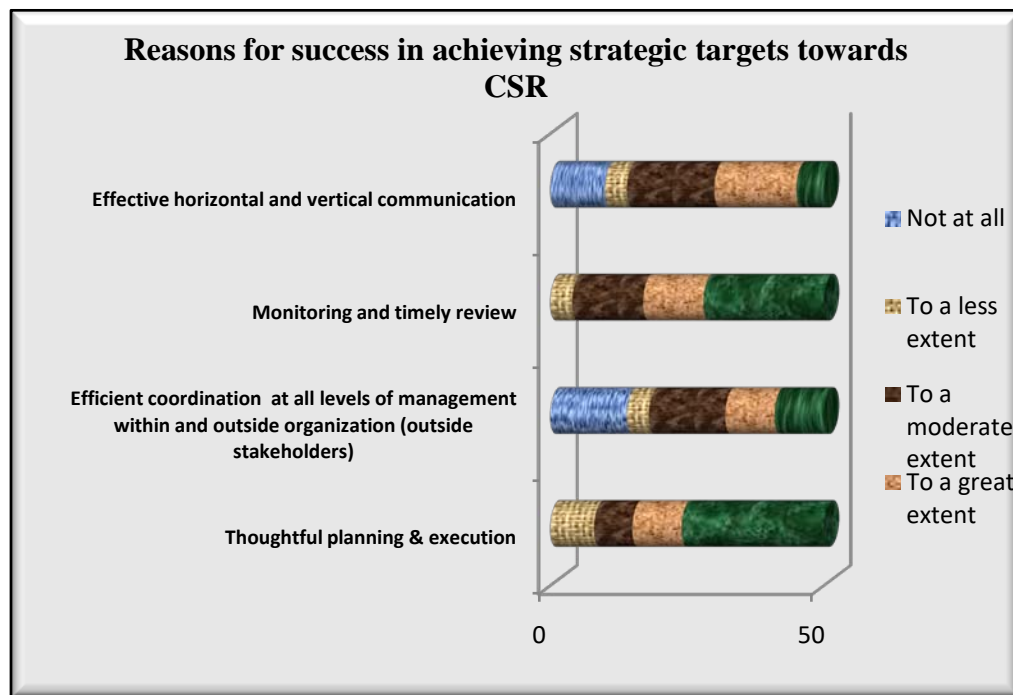 Reasons for success in achieving strategic targets towards
CSR
Effective horizontal and vertical communication
Monitoring and timely review
Efficient coordination at all levels of management
within and outside organization (outside
stakeholders)
Thoughtful planning & execution
0
50
Not at all
To a less
extent
To a
moderate
extent
To a great
extent